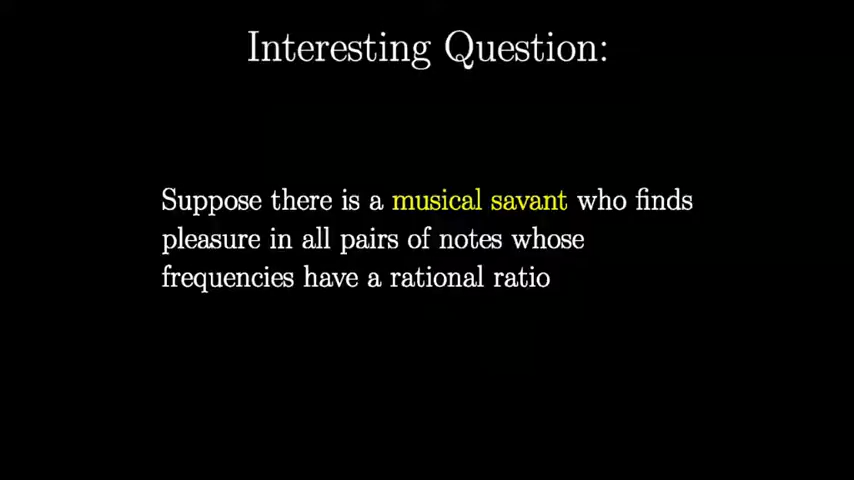 Interesting Question:
Suppose there is a musical savant who finds
pleasure in all pairs of notes whose
frequencies have a rational ratio